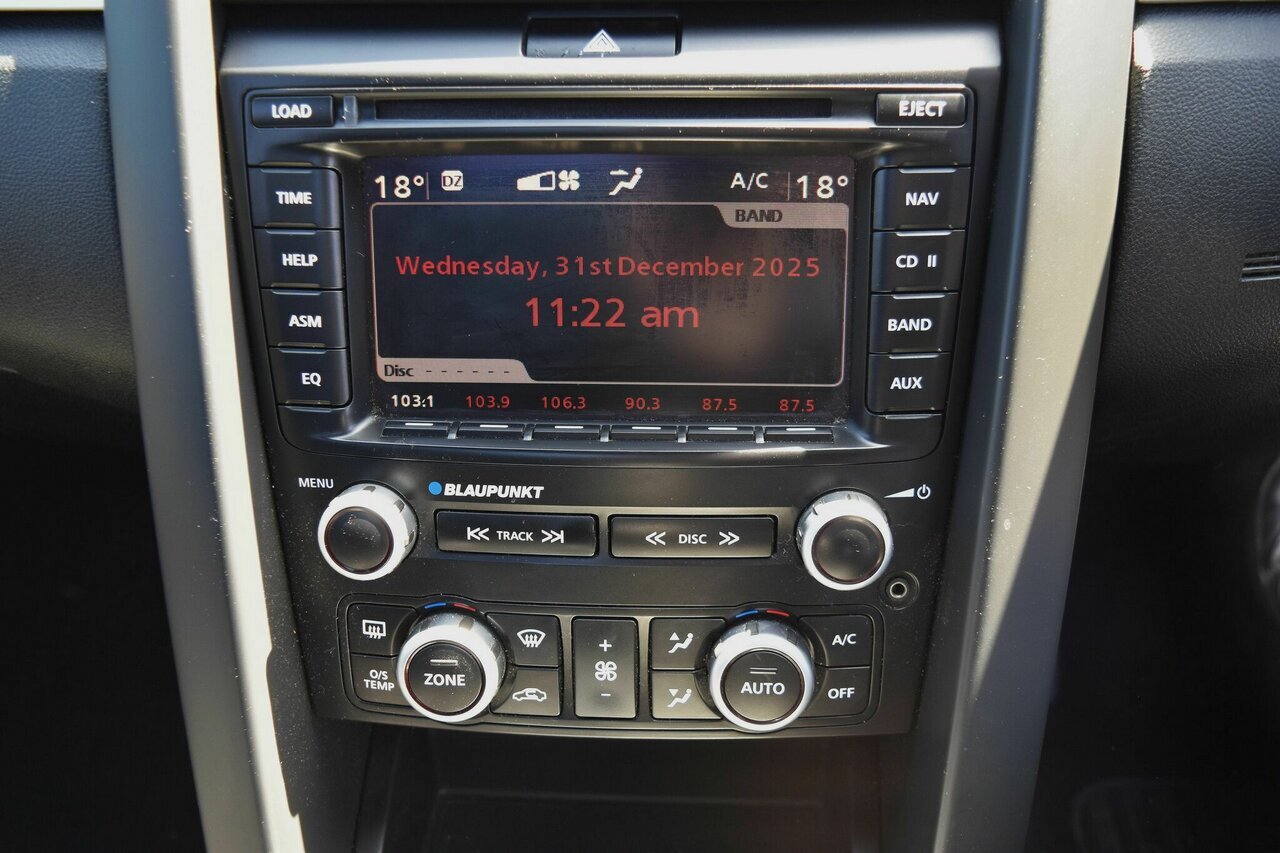 LOAD
EJECT
18° DZ A/C 18°
TIME
NAV
BAND
Wednesday, 31st December 2025
HELP
CD II
11:22 am
ASM
BAND
Disc - - - - - -
EQ
AUX
103.1 103.9 106.3 90.3 87.5 87.5
MENU
BLAUPUNKT
TRACK
DISC
O/S
TEMP
ZONE
+
-
AUTO
A/C
OFF